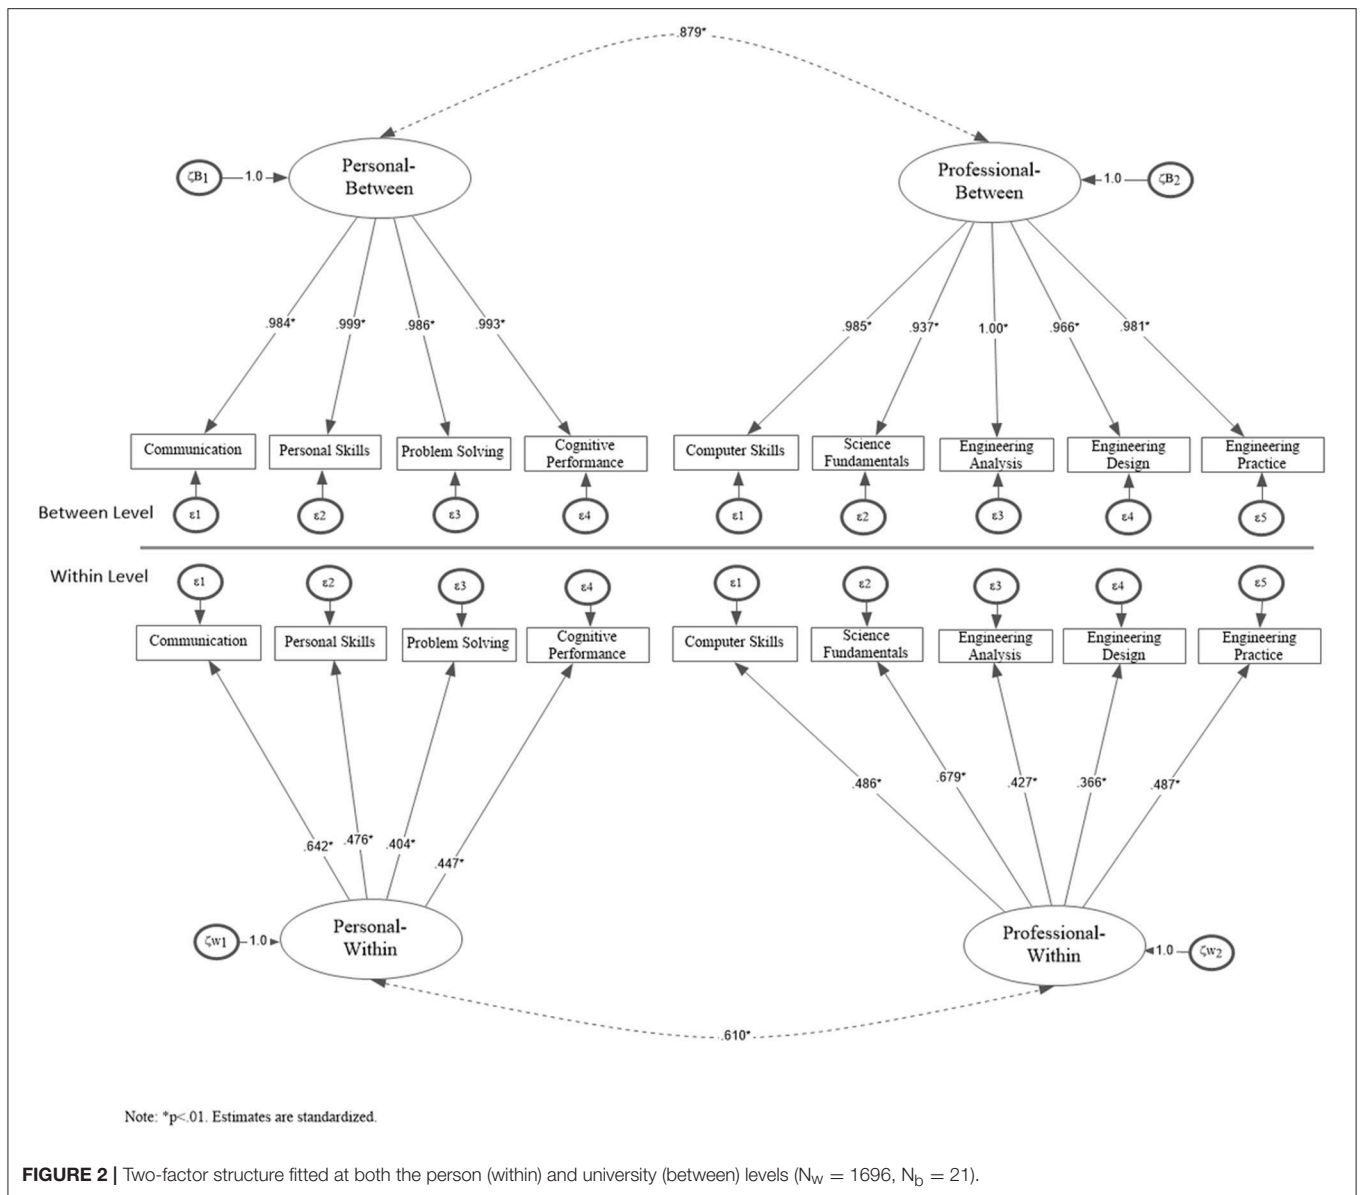 .879*
Personal-
Between
Professional-
Between
ζB1
1.0
1.0
ζB2
.984*
.999*
.986*
.993*
.985*
.937*
1.00*
.966*
.981*
Communication
Personal Skills
Problem Solving
Cognitive
Performance
Computer Skills
Science
Fundamentals
Engineering
Analysis
Engineering
Design
Engineering
Practice
Between Level
ε1
ε2
ε3
ε4
ε1
ε2
ε3
ε4
ε5
Within Level
ε1
ε2
ε3
ε4
ε1
ε2
ε3
ε4
ε5
Communication
Personal Skills
Problem Solving
Cognitive
Performance
Computer Skills
Science
Fundamentals
Engineering
Analysis
Engineering
Design
Engineering
Practice
.642*
.476*
.404*
.447*
.486*
.679*
.427*
.366*
.487*
ζw1
1.0
Personal-
Within
Professional-
Within
1.0
ζw2
.610*
Note: *p<.01. Estimates are standardized.
FIGURE 2 | Two-factor structure fitted at both the person (within) and university (between) levels (Nw = 1696, Nb = 21).